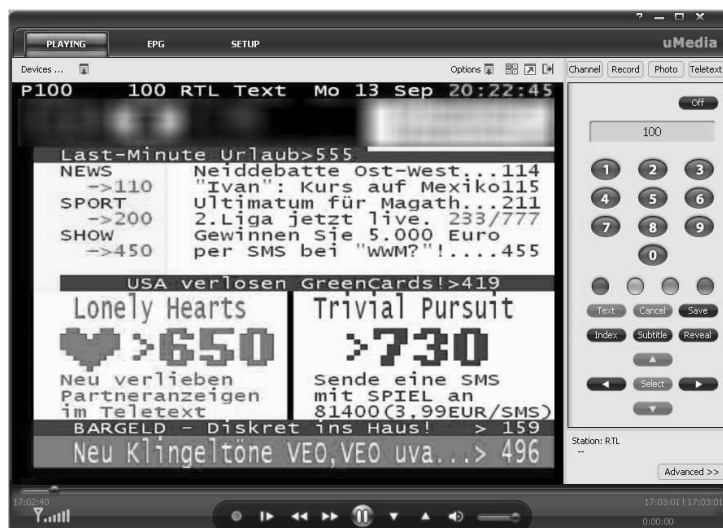 PLAYING EPG SETUP uMedia
Devices ... Options Channel Record Photo Teletext
P100 100 RTL Text Mo 13 Sep 20:22:45
Off
100
Last-Minute Urlaub>555
NEWS Neiddebatte Ost-West...114
->110 "Ivan": Kurs auf Mexiko115
SPORT Ultimatum für Magath...211
->200 2.Liga jetzt live. 233/777
SHOW Gewinnen Sie 5.000 Euro
->450 per SMS bei "WWM?"!....455
1 2 3
4 5 6
7 8 9
0
USA verlosen GreenCards!>419
Lonely Hearts Trivial Pursuit
>650 >730
Neu verlieben Sende eine SMS
Partneranzeigen mit SPIEL an
im Teletext 81400(3,99EUR/SMS)
BARGELD - Diskret ins Haus! > 159
Neu Klingeltöne VEO,VEO uva...> 496
Text Cancel Save
Index Subtitle Reveal
Select
Station: RTL
--
Advanced >>
17:02:40 17:03:01 | 17:03:01
0:00:00